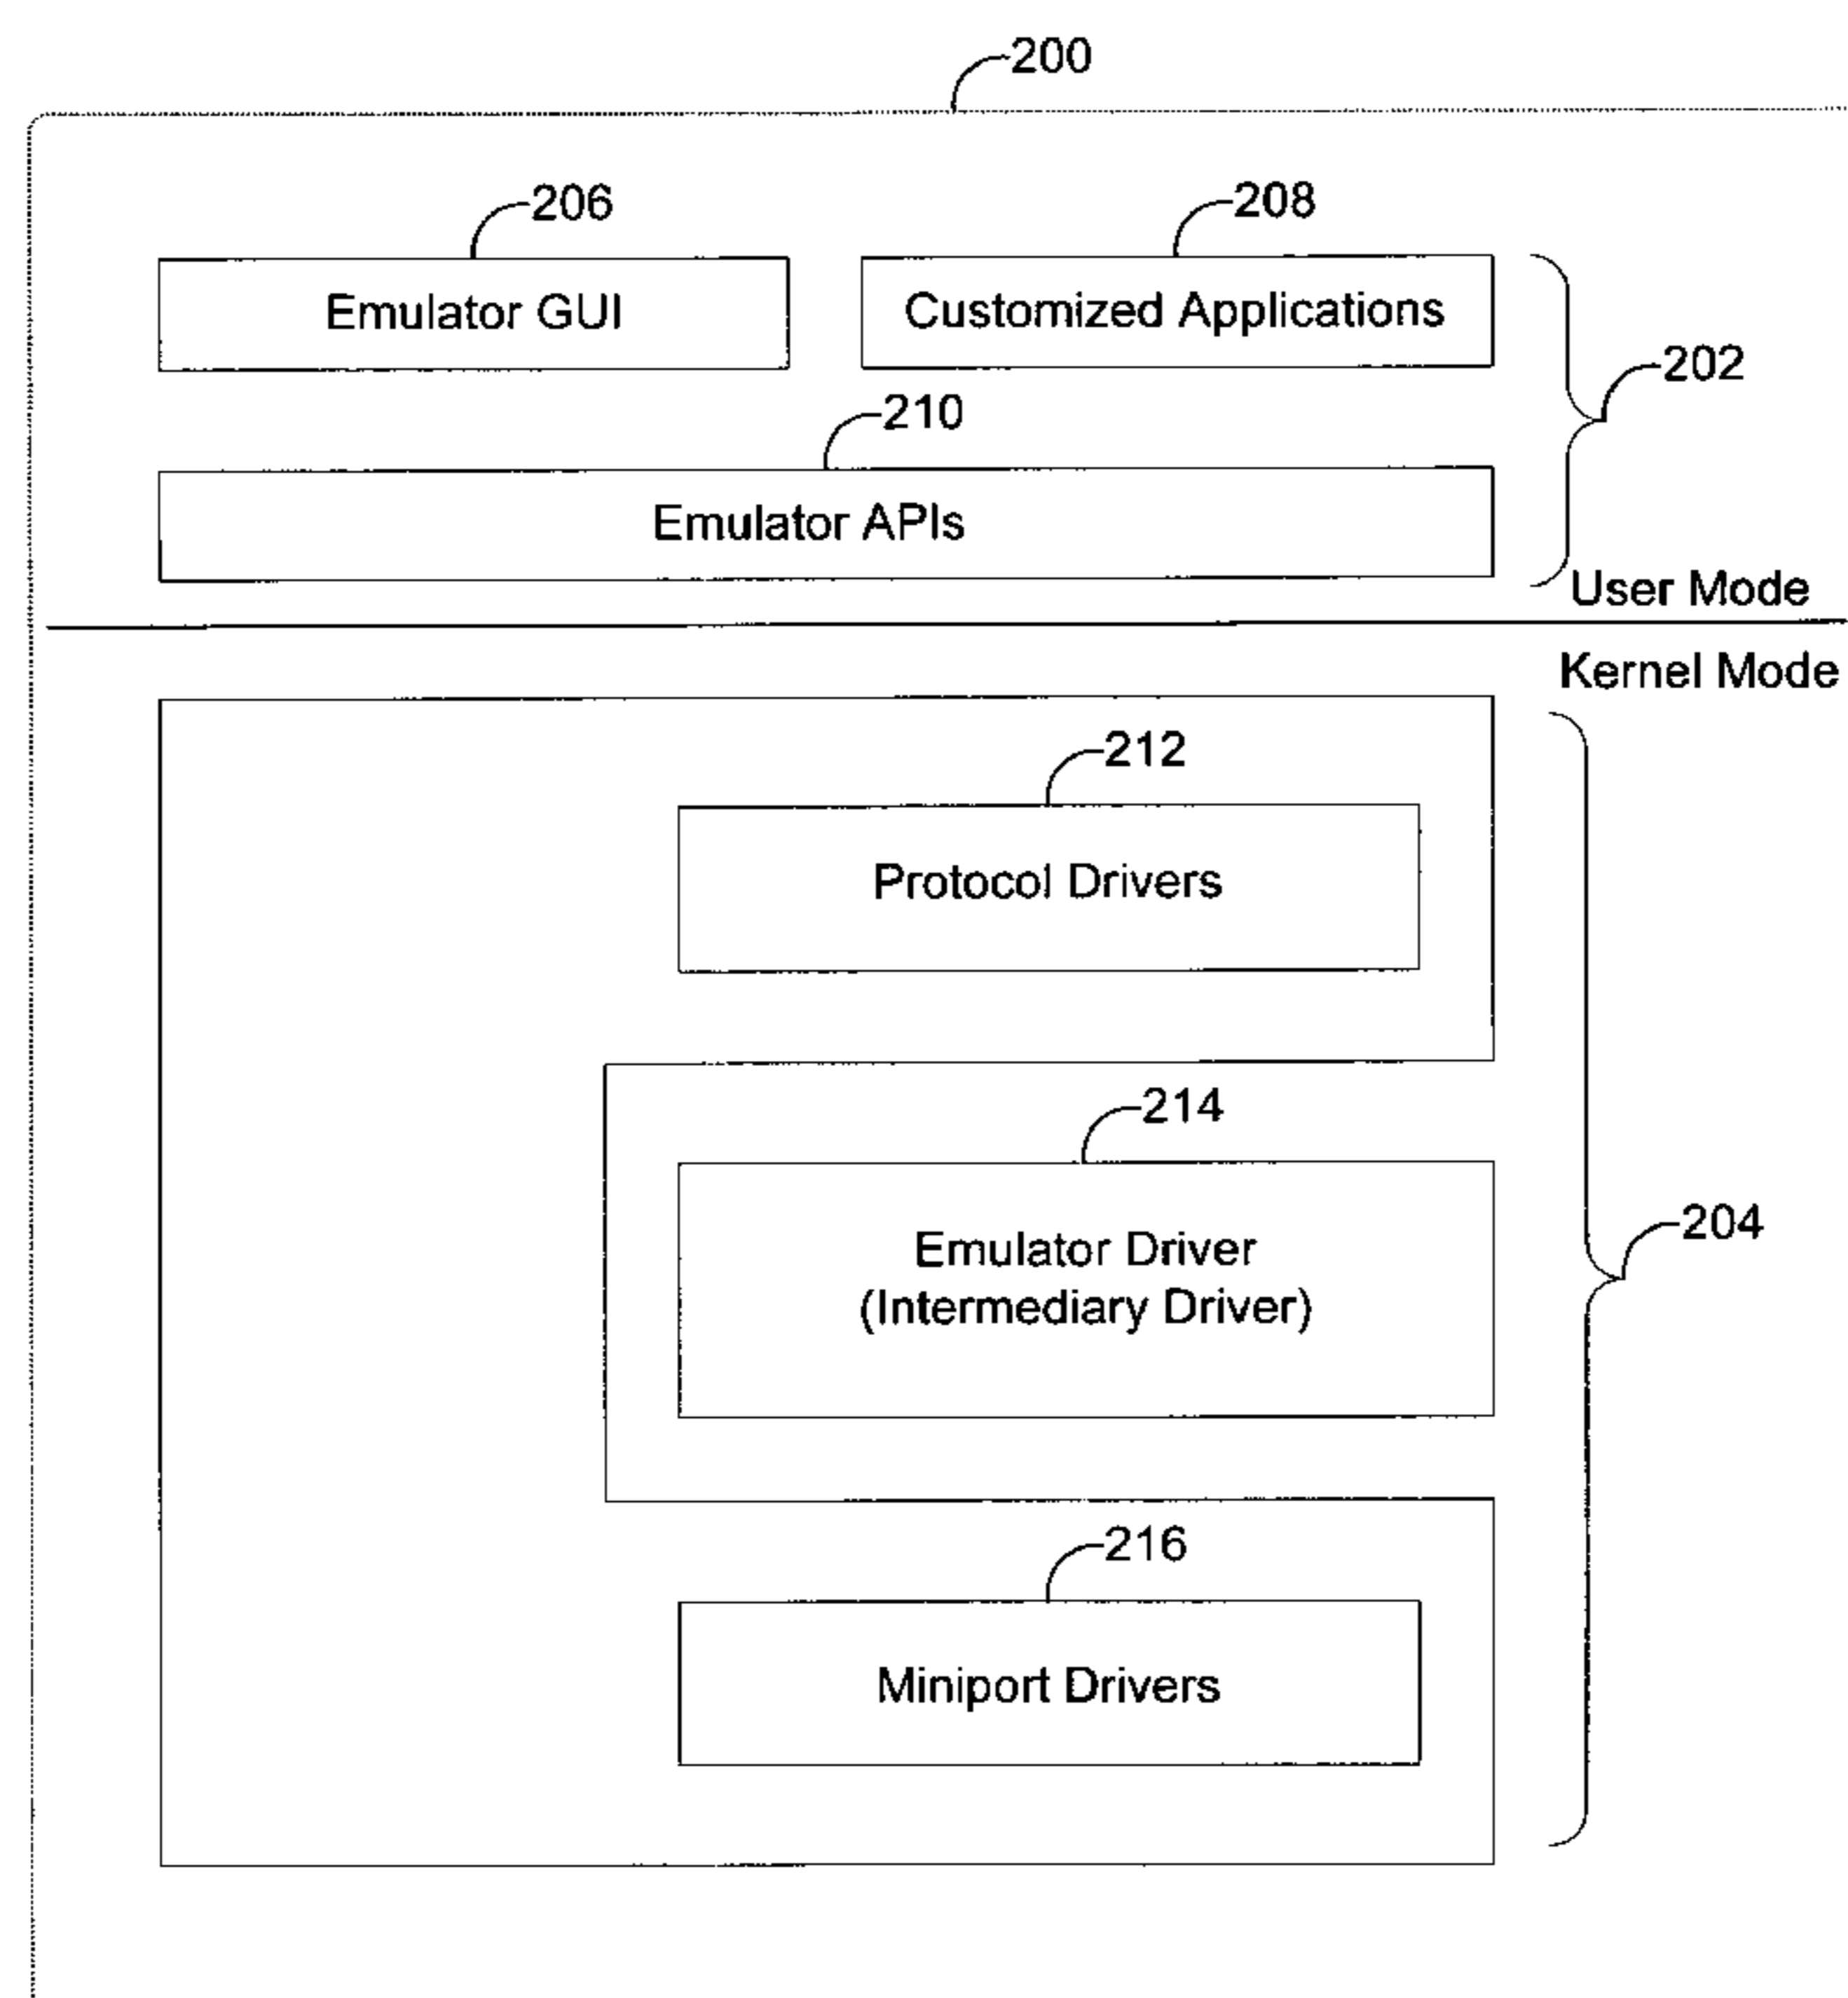 200
206
208
Emulator GUI
Customized Applications
202
210
Emulator APIs
User Mode
Kernel Mode
212
Protocol Drivers
214
Emulator Driver
(Intermediary Driver)
204
216
Miniport Drivers